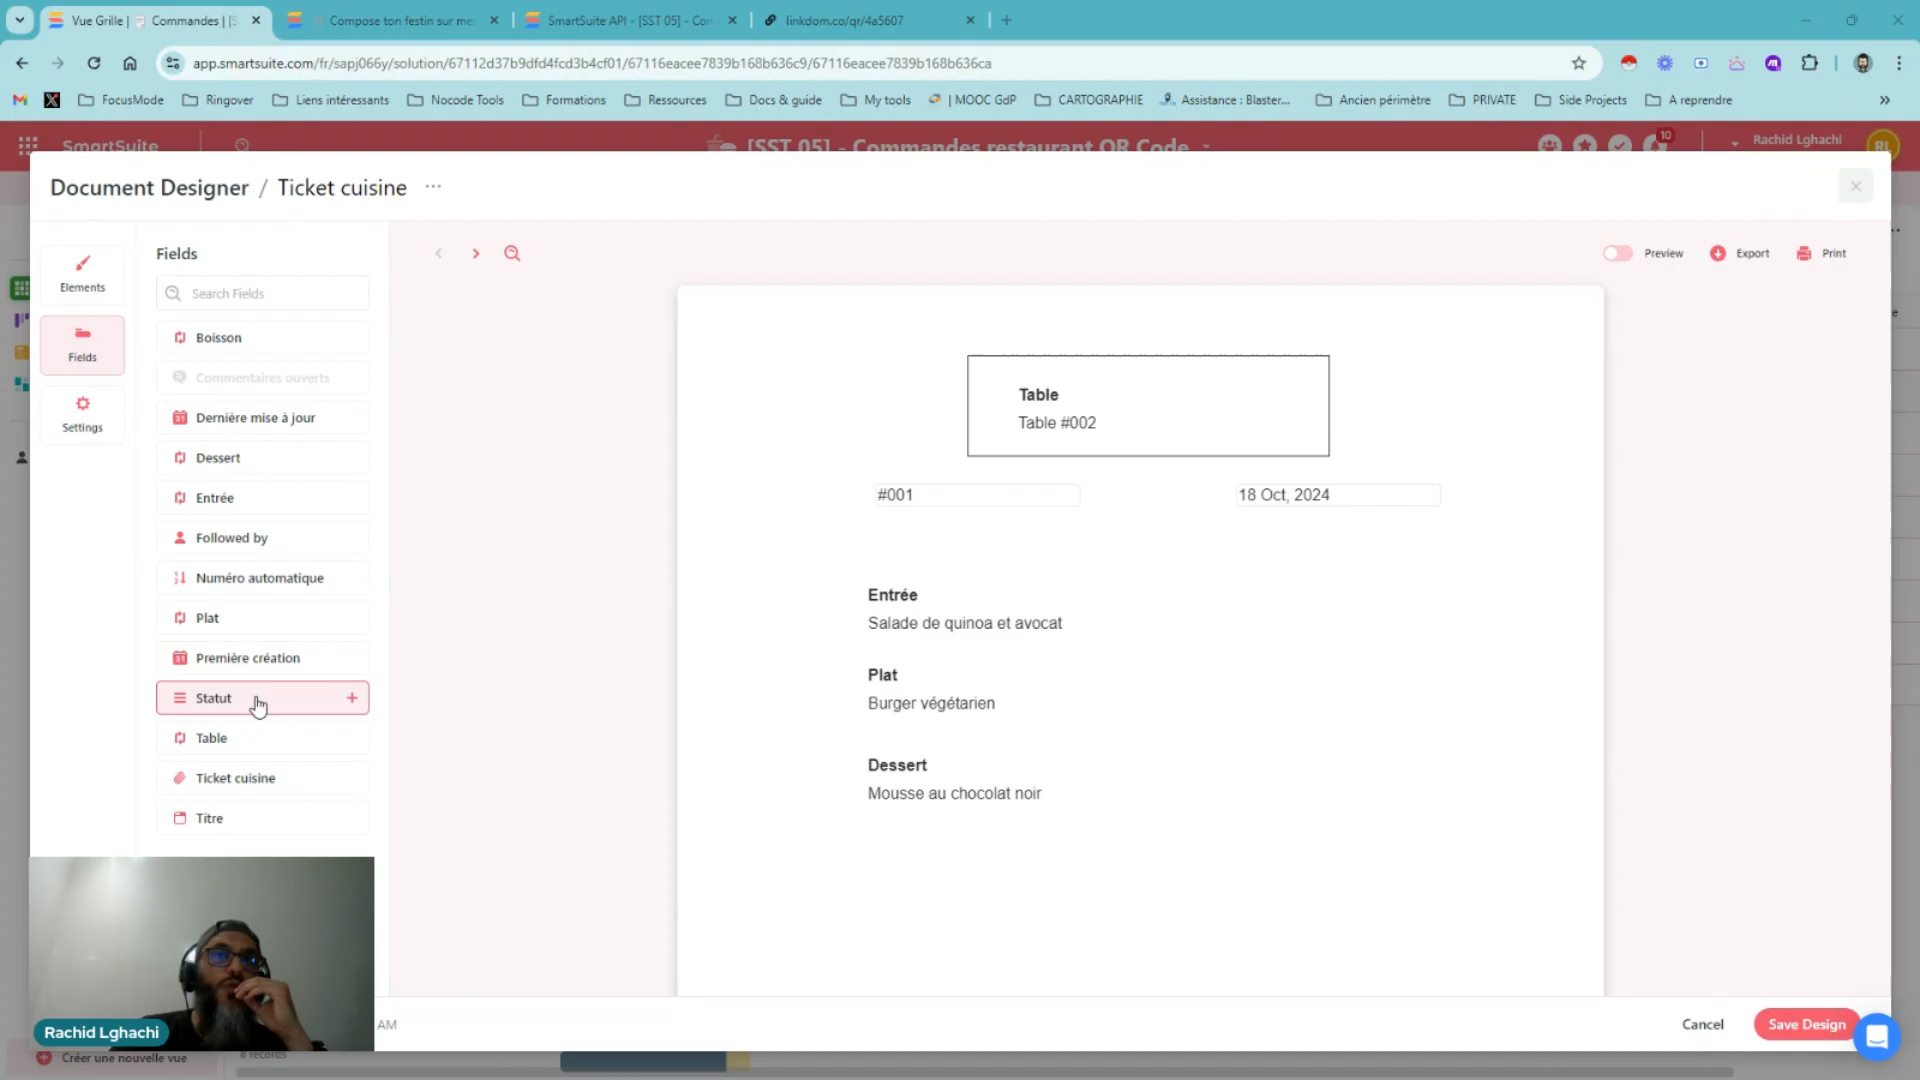 Vue Grille | Commandes | [S
Compose ton festin sur me
SmartSuite API - [SST 05] - Con
linkdom.co/qr/4a5607
app.smartsuite.com/fr/sapj066y/solution/67112d37b9dfd4fcd3b4cf01/67116eacee7839b168b636c9/67116eacee7839b168b636ca
FocusMode
Ringover
Liens intéressants
Nocode Tools
Formations
Ressources
Docs & guide
My tools
| MOOC GdP
CARTOGRAPHIE
Assistance : Blaster...
Ancien périmètre
PRIVATE
Side Projects
A reprendre
SmartSuite
[SST 05] - Commandes restaurant QR Code
10
Rachid Lghachi
RL
Document Designer / Ticket cuisine
Elements
Fields
Settings
Fields
Search Fields
Boisson
Commentaires ouverts
Dernière mise à jour
Dessert
Entrée
Followed by
Numéro automatique
Plat
Première création
Statut
Table
Ticket cuisine
Titre
Preview
Export
Print
Table
Table #002
#001
18 Oct, 2024
Entrée
Salade de quinoa et avocat
Plat
Burger végétarien
Dessert
Mousse au chocolat noir
Rachid Lghachi
AM
Cancel
Save Design
Créer une nouvelle vue
8 records